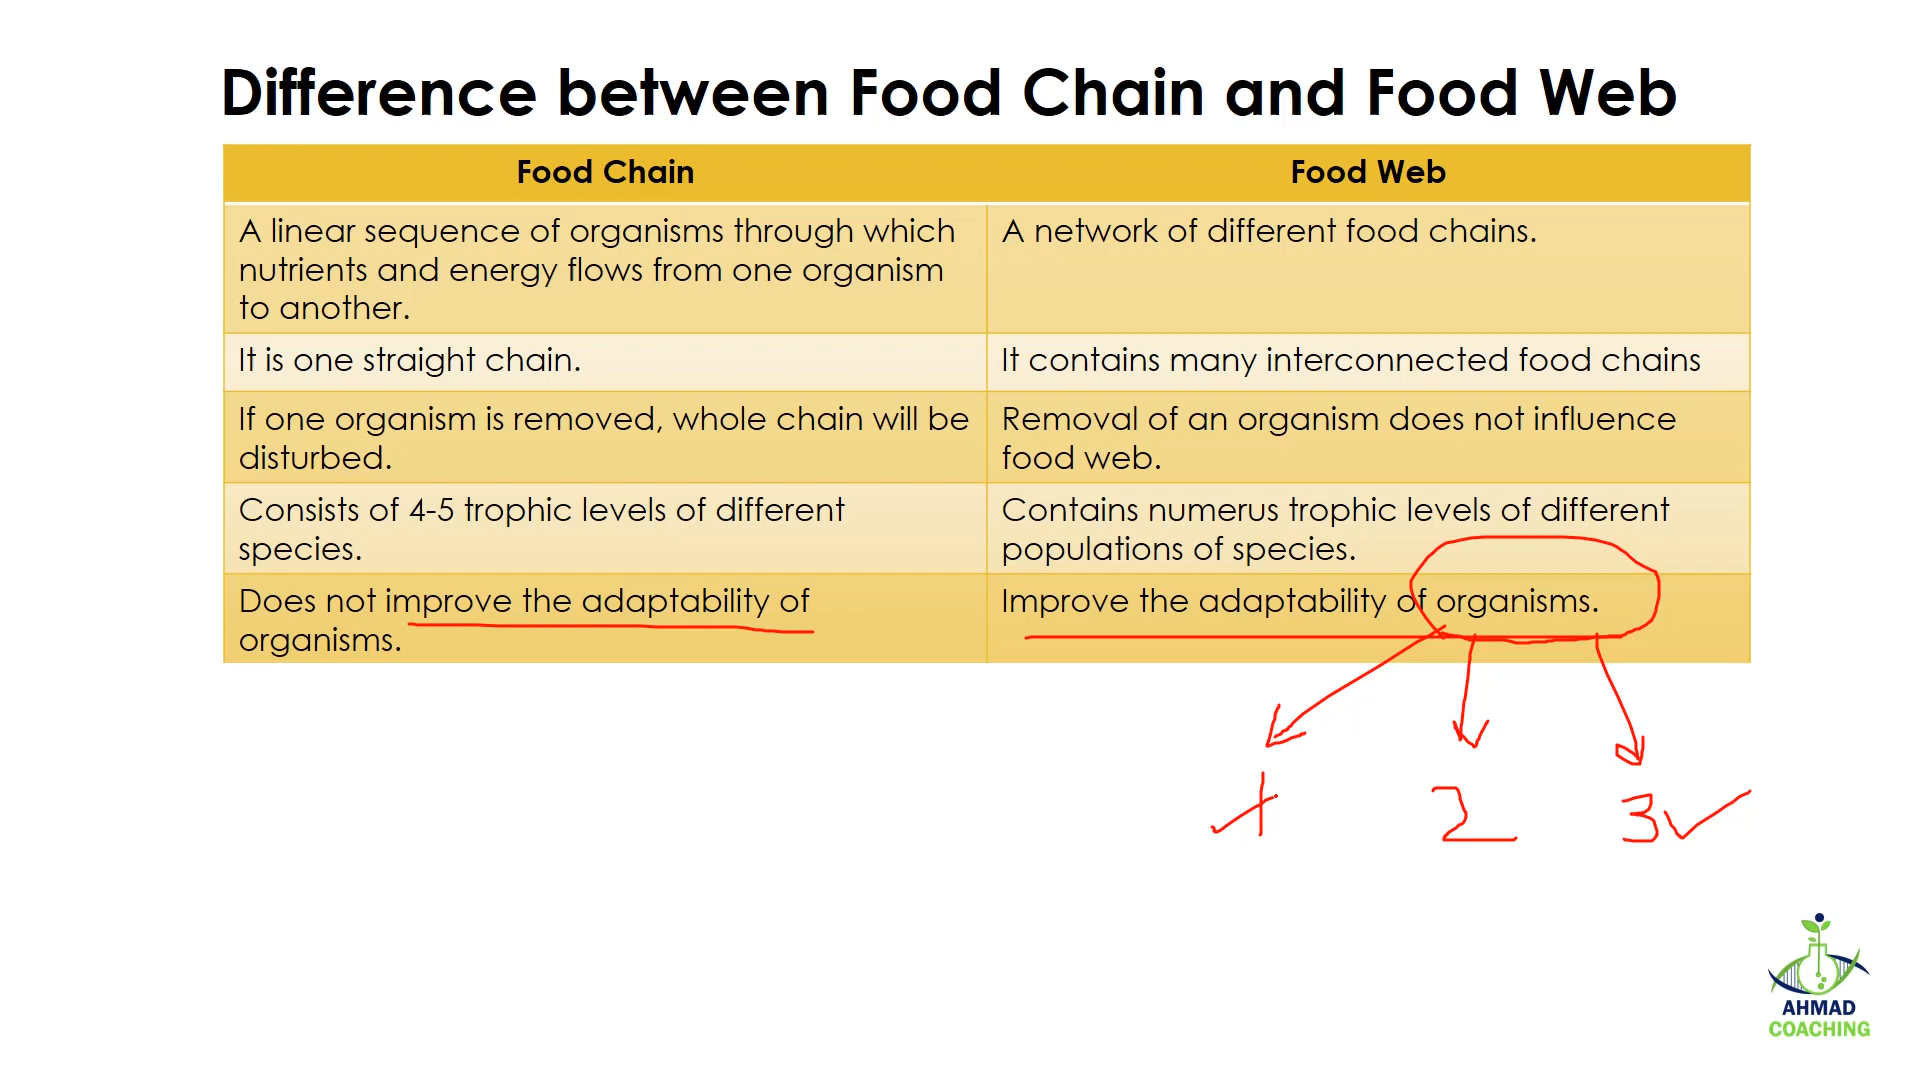 Difference between Food Chain and Food Web
Food Chain
Food Web
A linear sequence of organisms through which
nutrients and energy flows from one organism
to another.
A network of different food chains.
It is one straight chain.
It contains many interconnected food chains
If one organism is removed, whole chain will be
disturbed.
Removal of an organism does not influence
food web.
Consists of 4-5 trophic levels of different
species.
Contains numerus trophic levels of different
populations of species.
Does not improve the adaptability of
organisms.
Improve the adaptability of organisms.
1 2 3
AHMAD
COACHING